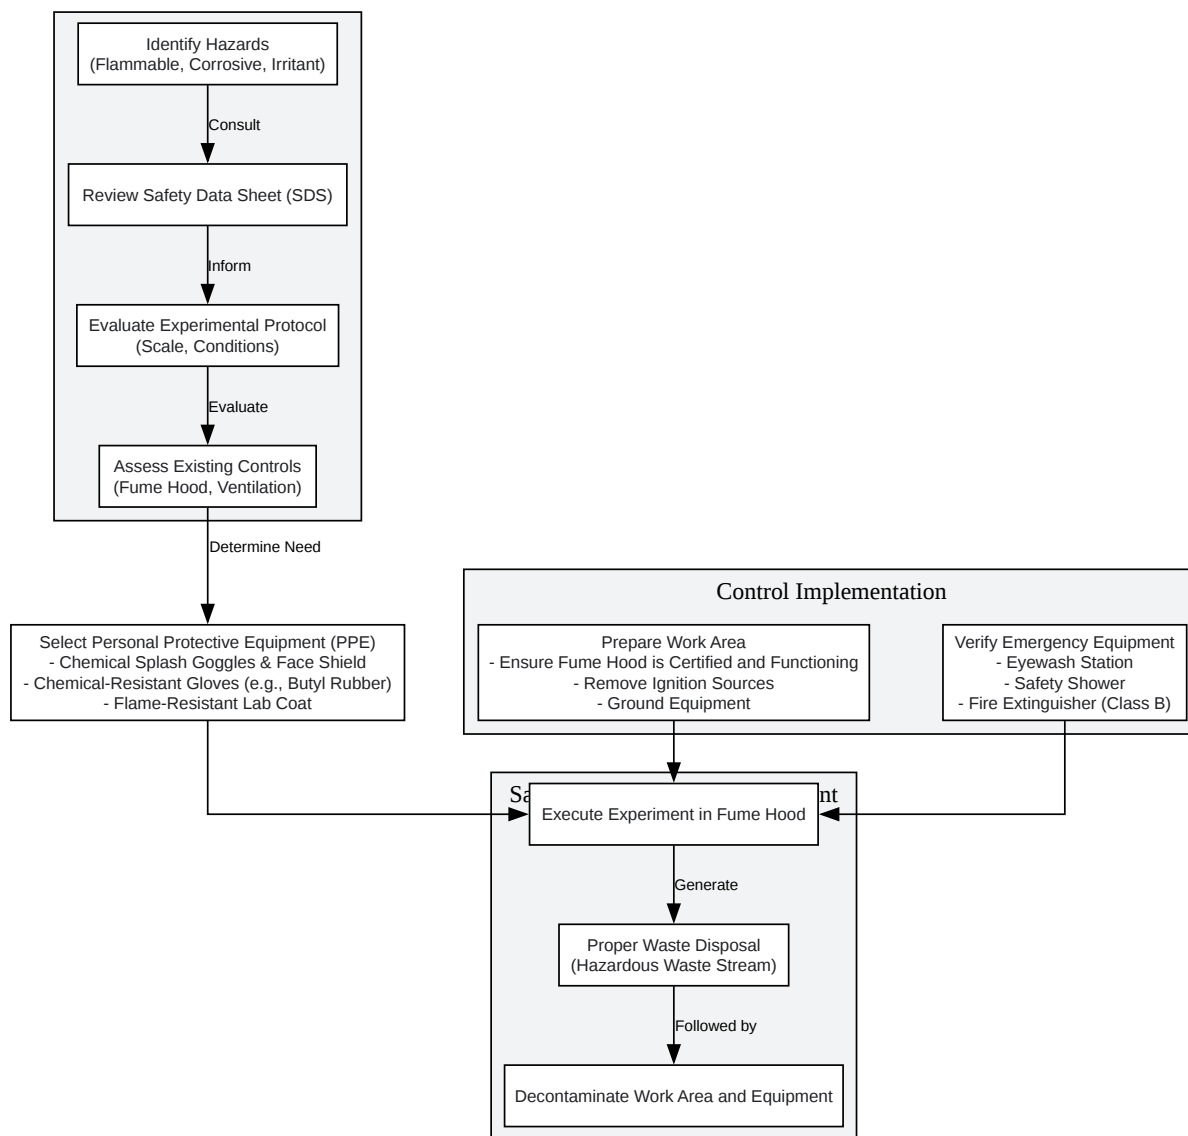 Identify Hazards
(Flammable, Corrosive, Irritant)
Consult
Review Safety Data Sheet (SDS)
Inform
Evaluate Experimental Protocol
(Scale, Conditions)
Evaluate
Assess Existing Controls
(Fume Hood, Ventilation)
Determine Need
Select Personal Protective Equipment (PPE)
- Chemical Splash Goggles & Face Shield
- Chemical-Resistant Gloves (e.g., Butyl Rubber)
- Flame-Resistant Lab Coat
Control Implementation
Prepare Work Area
- Ensure Fume Hood is Certified and Functioning
- Remove Ignition Sources
- Ground Equipment
Verify Emergency Equipment
- Eyewash Station
- Safety Shower
- Fire Extinguisher (Class B)
Execute Experiment in Fume Hood
Generate
Proper Waste Disposal
(Hazardous Waste Stream)
Followed by
Decontaminate Work Area and Equipment